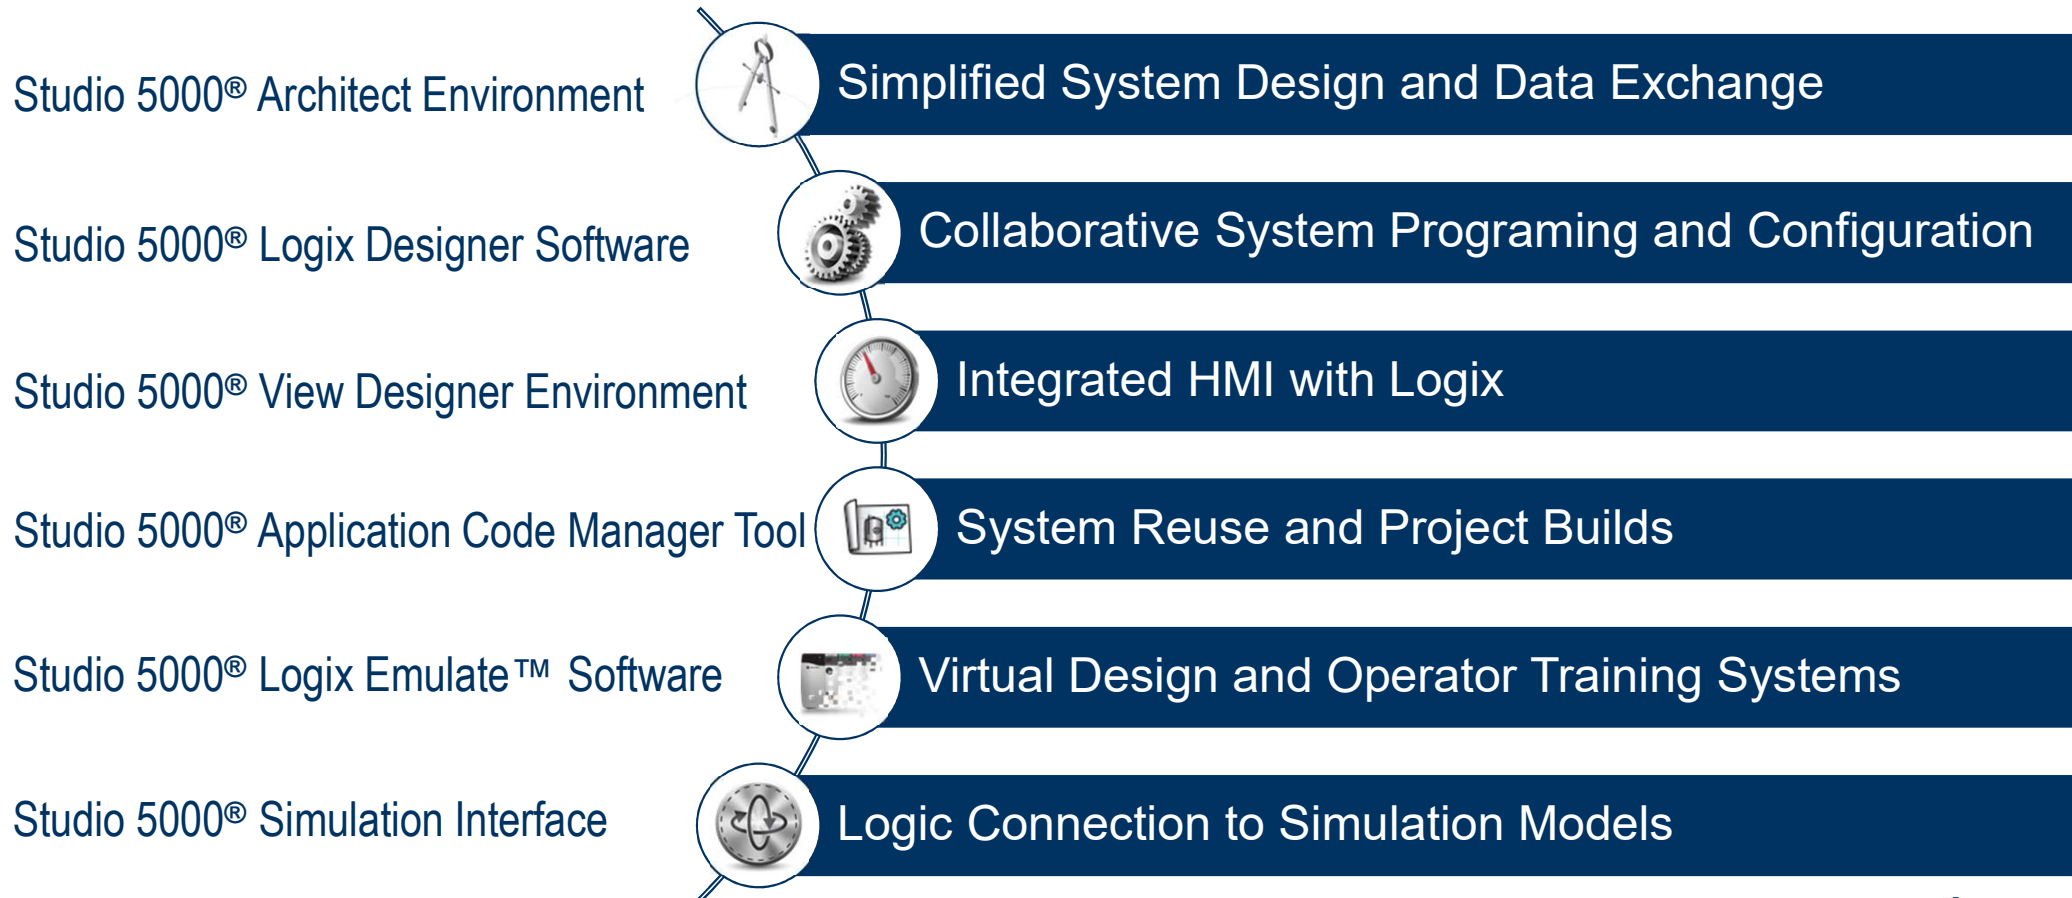 Studio 5000® Architect Environment
Simplified System Design and Data Exchange
Studio 5000® Logix Designer Software
Collaborative System Programing and Configuration
Studio 5000® View Designer Environment
Integrated HMI with Logix
Studio 5000® Application Code Manager Tool
System Reuse and Project Builds
Studio 5000® Logix Emulate™ Software
Virtual Design and Operator Training Systems
Studio 5000® Simulation Interface
Logic Connection to Simulation Models